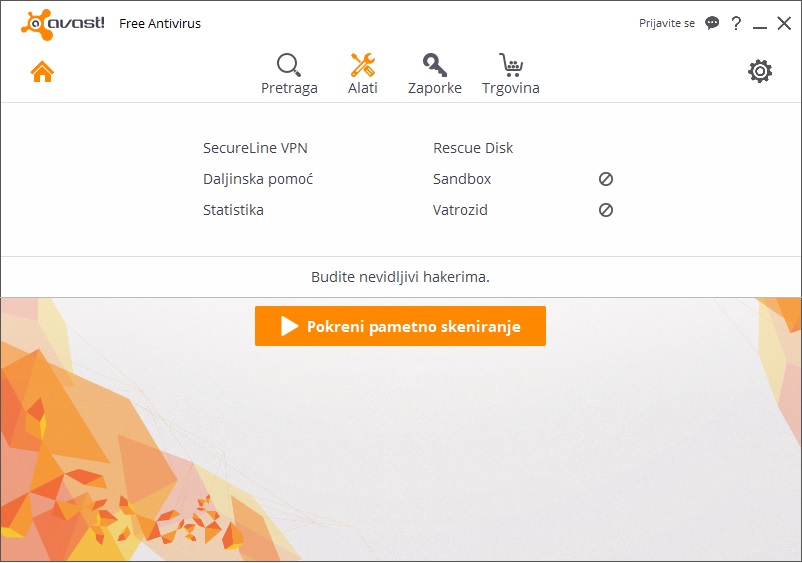 avast! Free Antivirus
Prijavite se ?
Pretraga Alati Zaporke Trgovina
SecureLine VPN Rescue Disk
Daljinska pomoć Sandbox
Statistika Vatrozid
Budite nevidljivi hakerima.
Pokreni pametno skeniranje